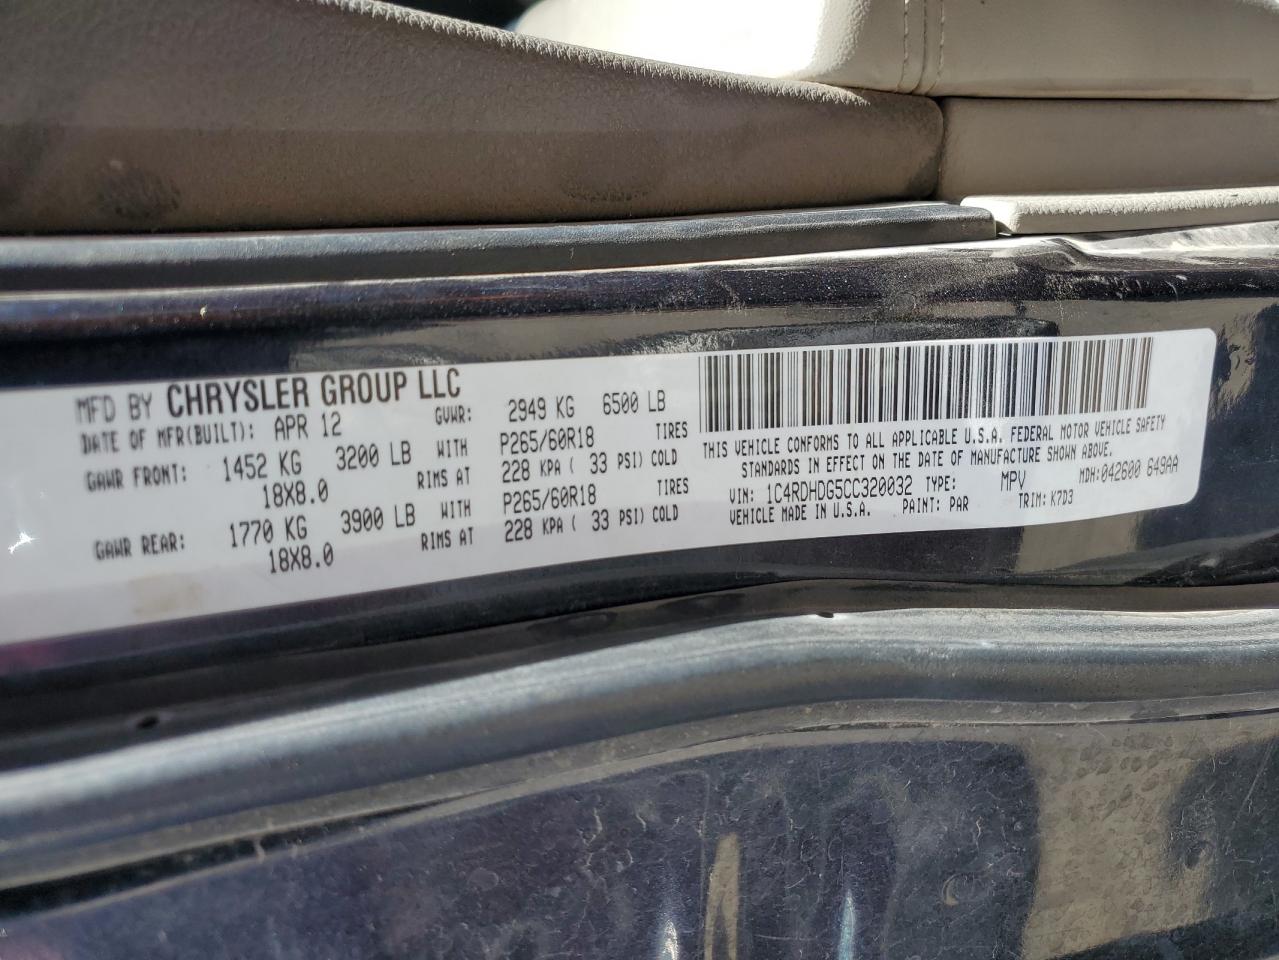 MFD BY CHRYSLER GROUP LLC
DATE OF MFR(BUILT): APR 12 GVWR: 2949 KG 6500 LB
GAWR FRONT: 1452 KG 3200 LB WITH P265/60R18 TIRES
18X8.0 RIMS AT 228 KPA ( 33 PSI) COLD
GAWR REAR: 1770 KG 3900 LB WITH P265/60R18 TIRES
18X8.0 RIMS AT 228 KPA ( 33 PSI) COLD
THIS VEHICLE CONFORMS TO ALL APPLICABLE U.S.A. FEDERAL MOTOR VEHICLE SAFETY
STANDARDS IN EFFECT ON THE DATE OF MANUFACTURE SHOWN ABOVE.
VIN: 1C4RDHDG5CC320032 TYPE: MPV MDH: 042600 649AA
VEHICLE MADE IN U.S.A. PAINT: PAR TRIM: K7D3